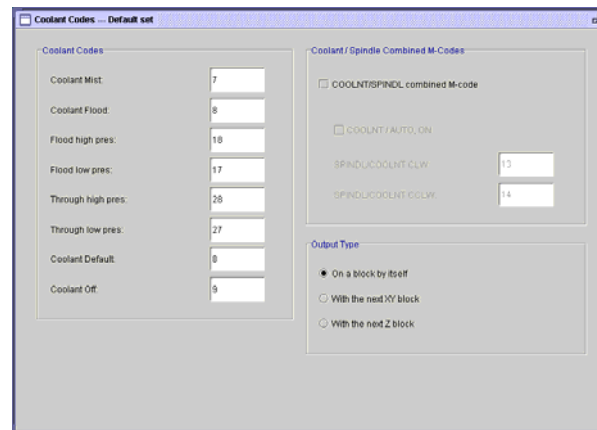 Coolant Codes -- Default set
Coolant Codes
Coolant Mist: 7
Coolant Flood: 8
Flood high pres: 18
Flood low pres: 17
Through high pres: 28
Through low pres: 27
Coolant Default: 8
Coolant Off: 9
Coolant / Spindle Combined M-Codes
COOLNT/SPINDL combined M-code
COOLNT / AUTO, ON
SPINDL/COOLNT CLW: 13
SPINDL/COOLNT CCLW: 14
Output Type
On a block by itself
With the next XY block
With the next Z block